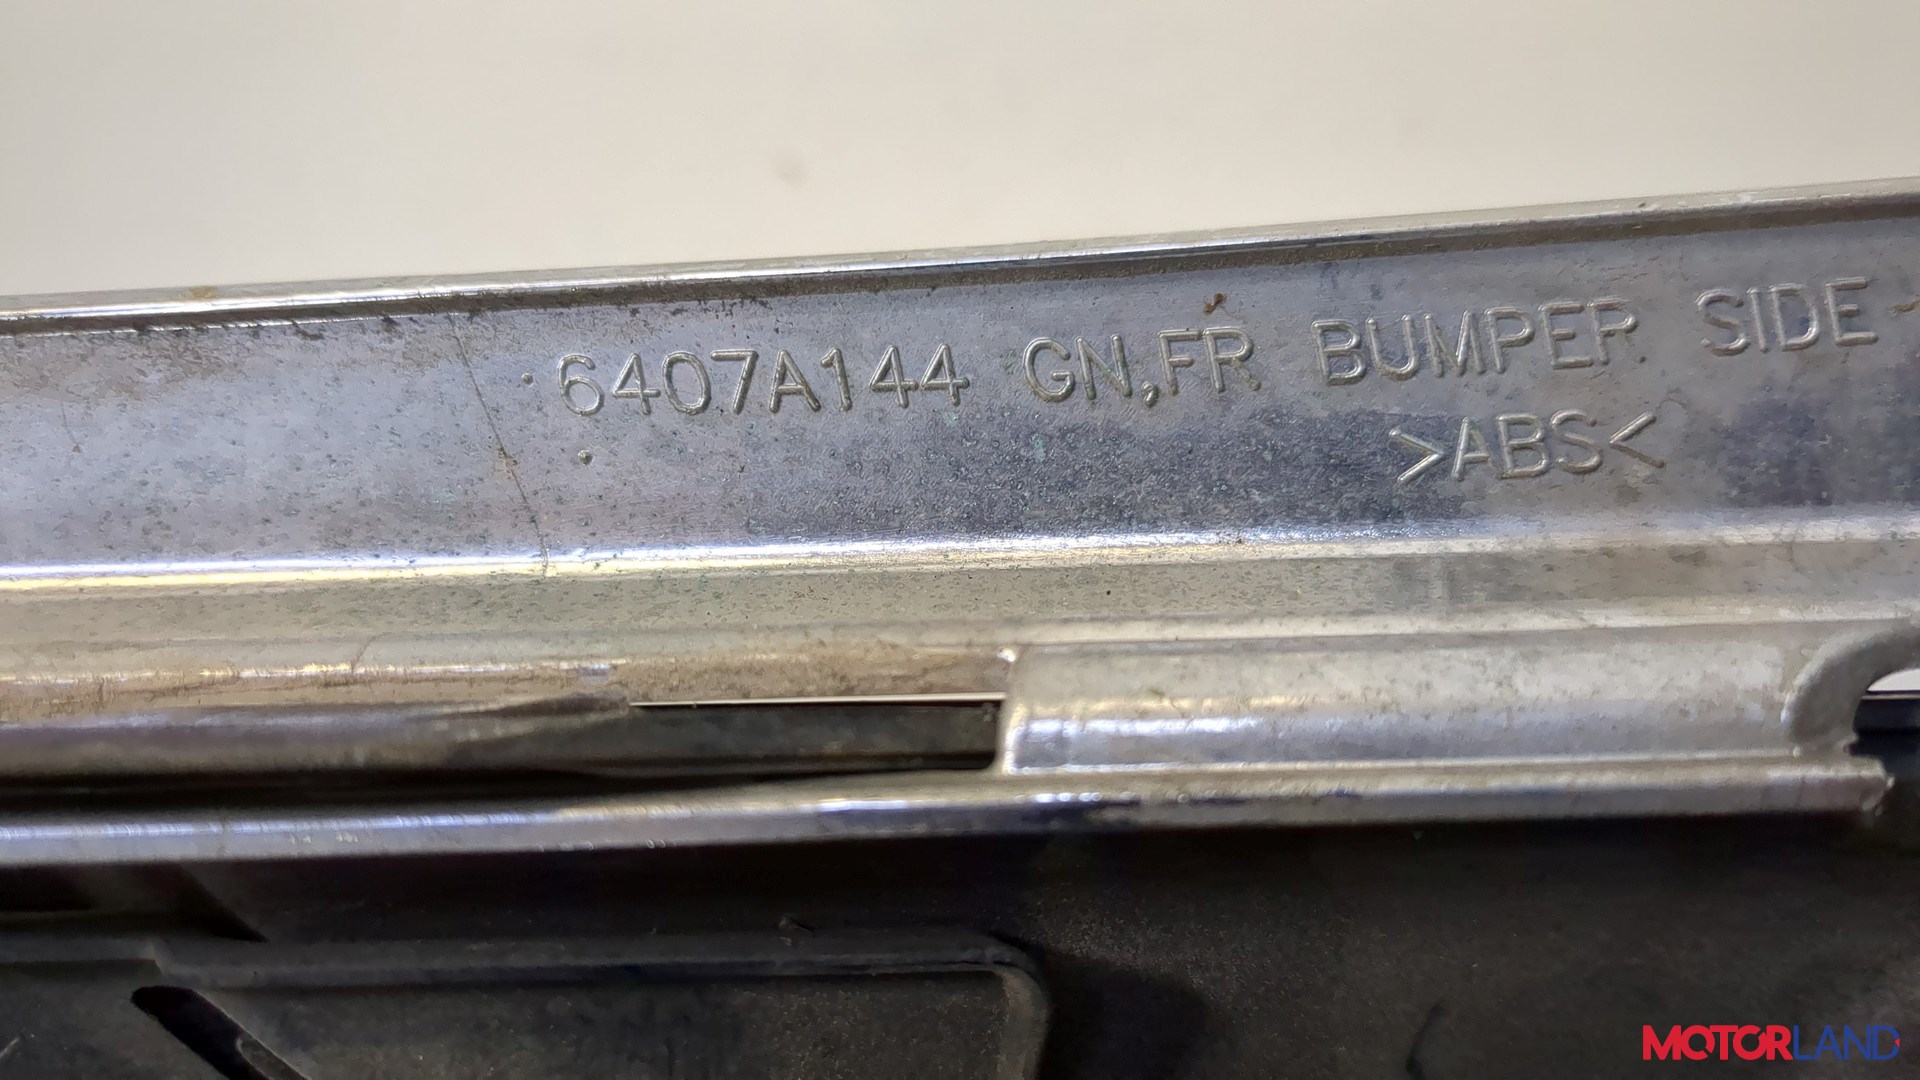 6407A144 GN,FR BUMPER SIDE
>ABS<
MOTORLAND